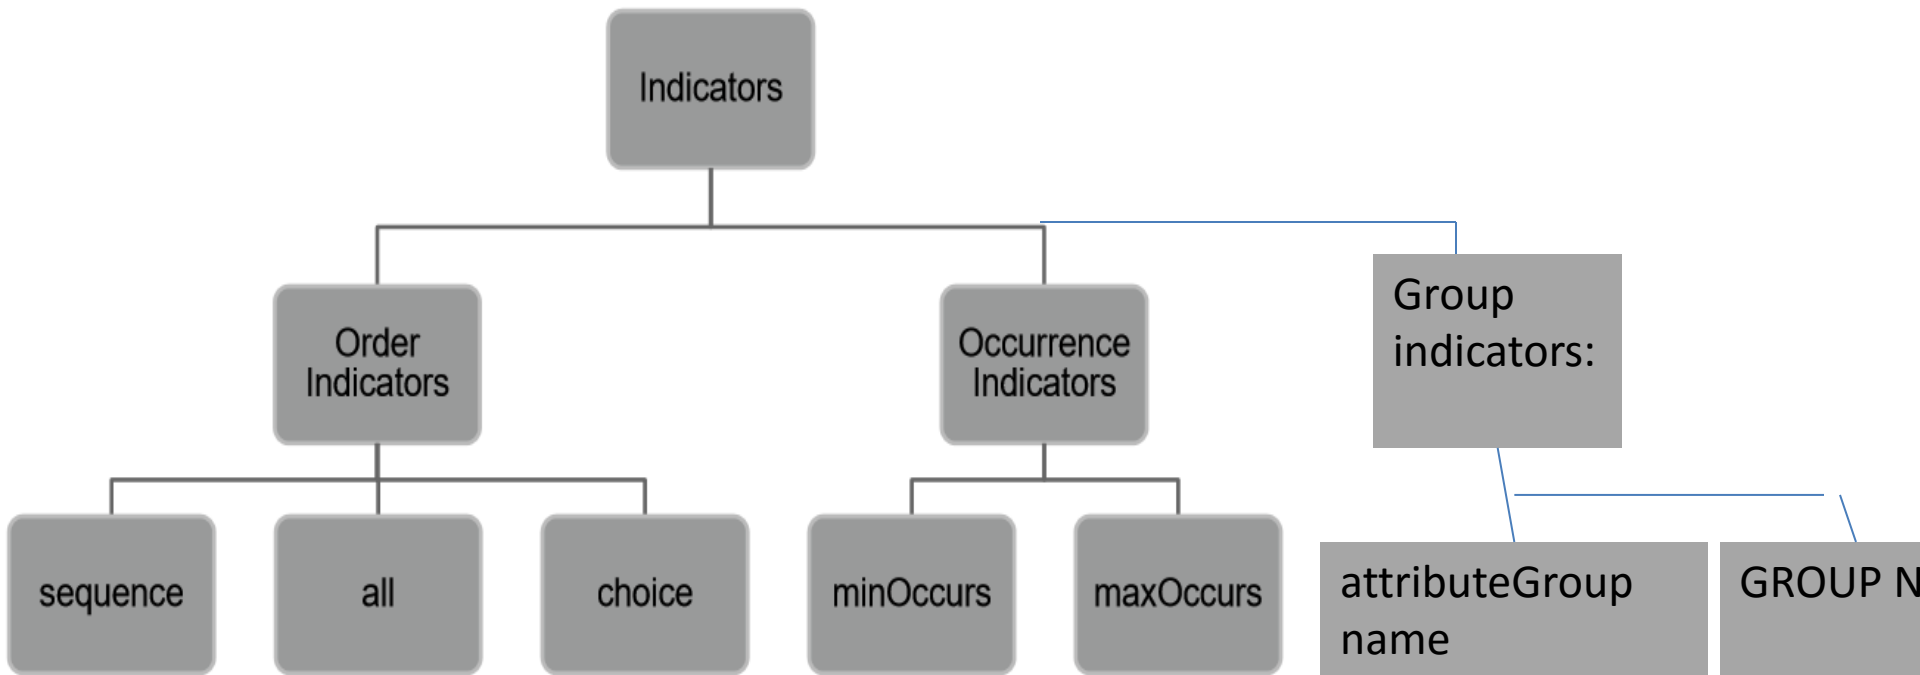 Indicators
Order
Indicators
Occurrence
Indicators
Group
indicators:
sequence
all
choice
minOccurs
maxOccurs
attributeGroup
name
GROUP N